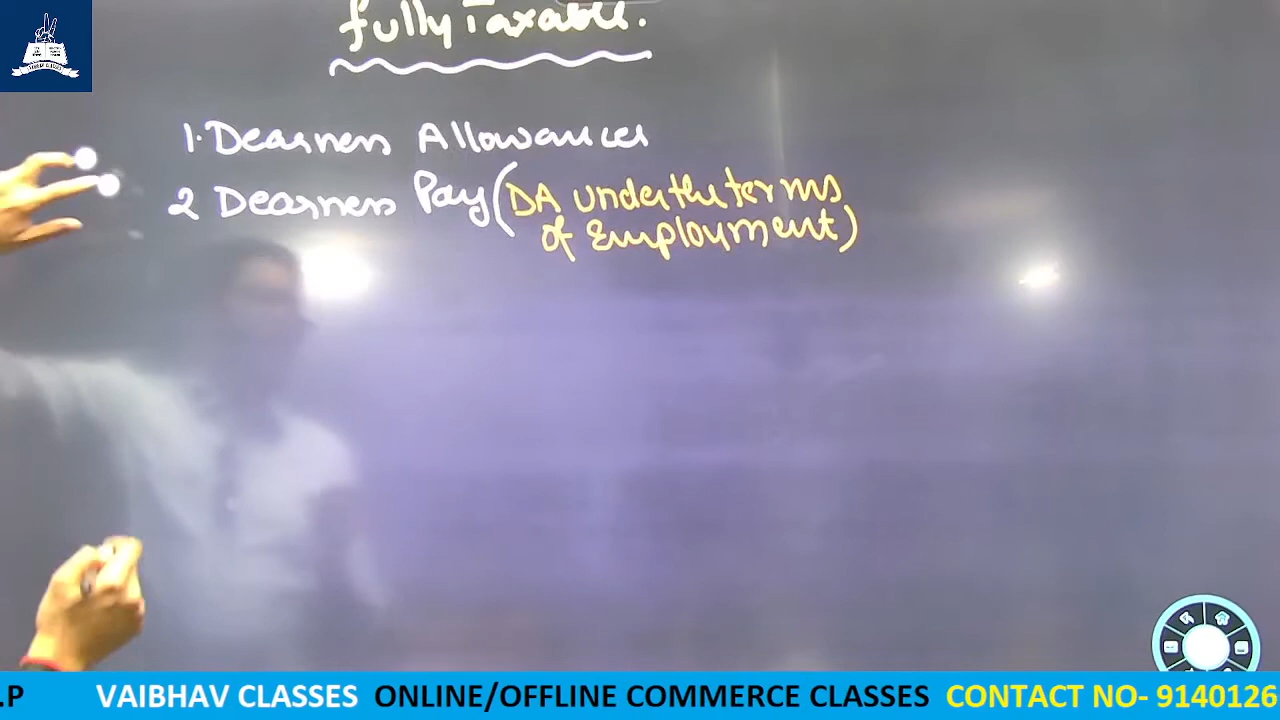 fully Taxable.
1. Dearness Allowances
2 Dearness Pay (DA under the terms
of Employment)
.P VAIBHAV CLASSES ONLINE/OFFLINE COMMERCE CLASSES CONTACT NO- 9140126